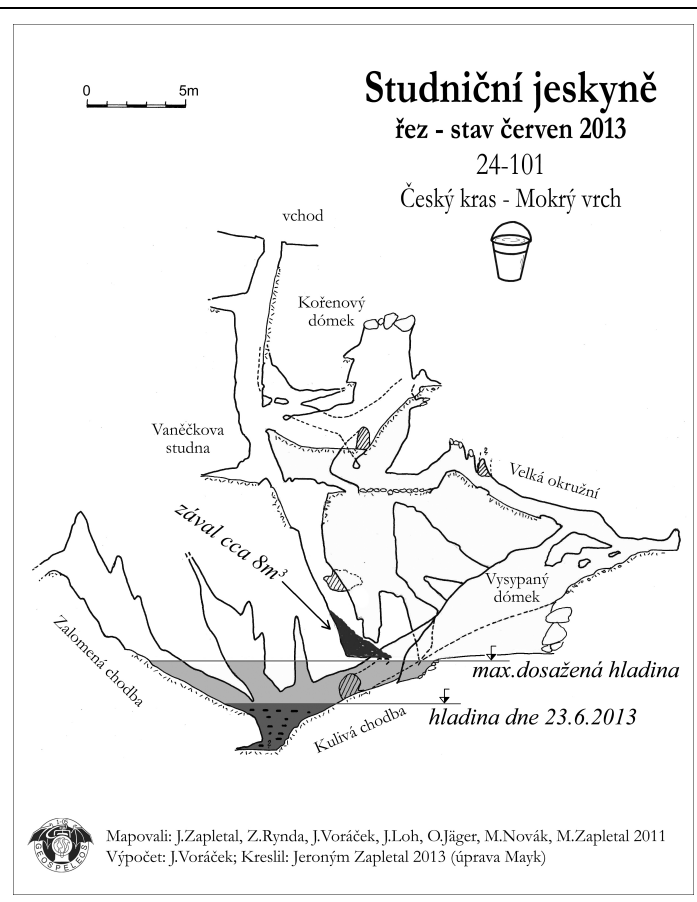 0 5m
Studniční jeskyně
řez - stav červen 2013
24-101
Český kras - Mokrý vrch
vchod
Kořenový
dómek
Vaněčkova
studna
?
Velká okružní
zával cca 8m³
Vysypaný
dómek
Zalomená chodba
max.dosažená hladina
hladina dne 23.6.2013
Kulivá chodba
GEOSPELEOS
Mapovali: J.Zapletal, Z.Rynda, J.Voráček, J.Loh, O.Jäger, M.Novák, M.Zapletal 2011
Výpočet: J.Voráček; Kreslil: Jeroným Zapletal 2013 (úprava Mayk)